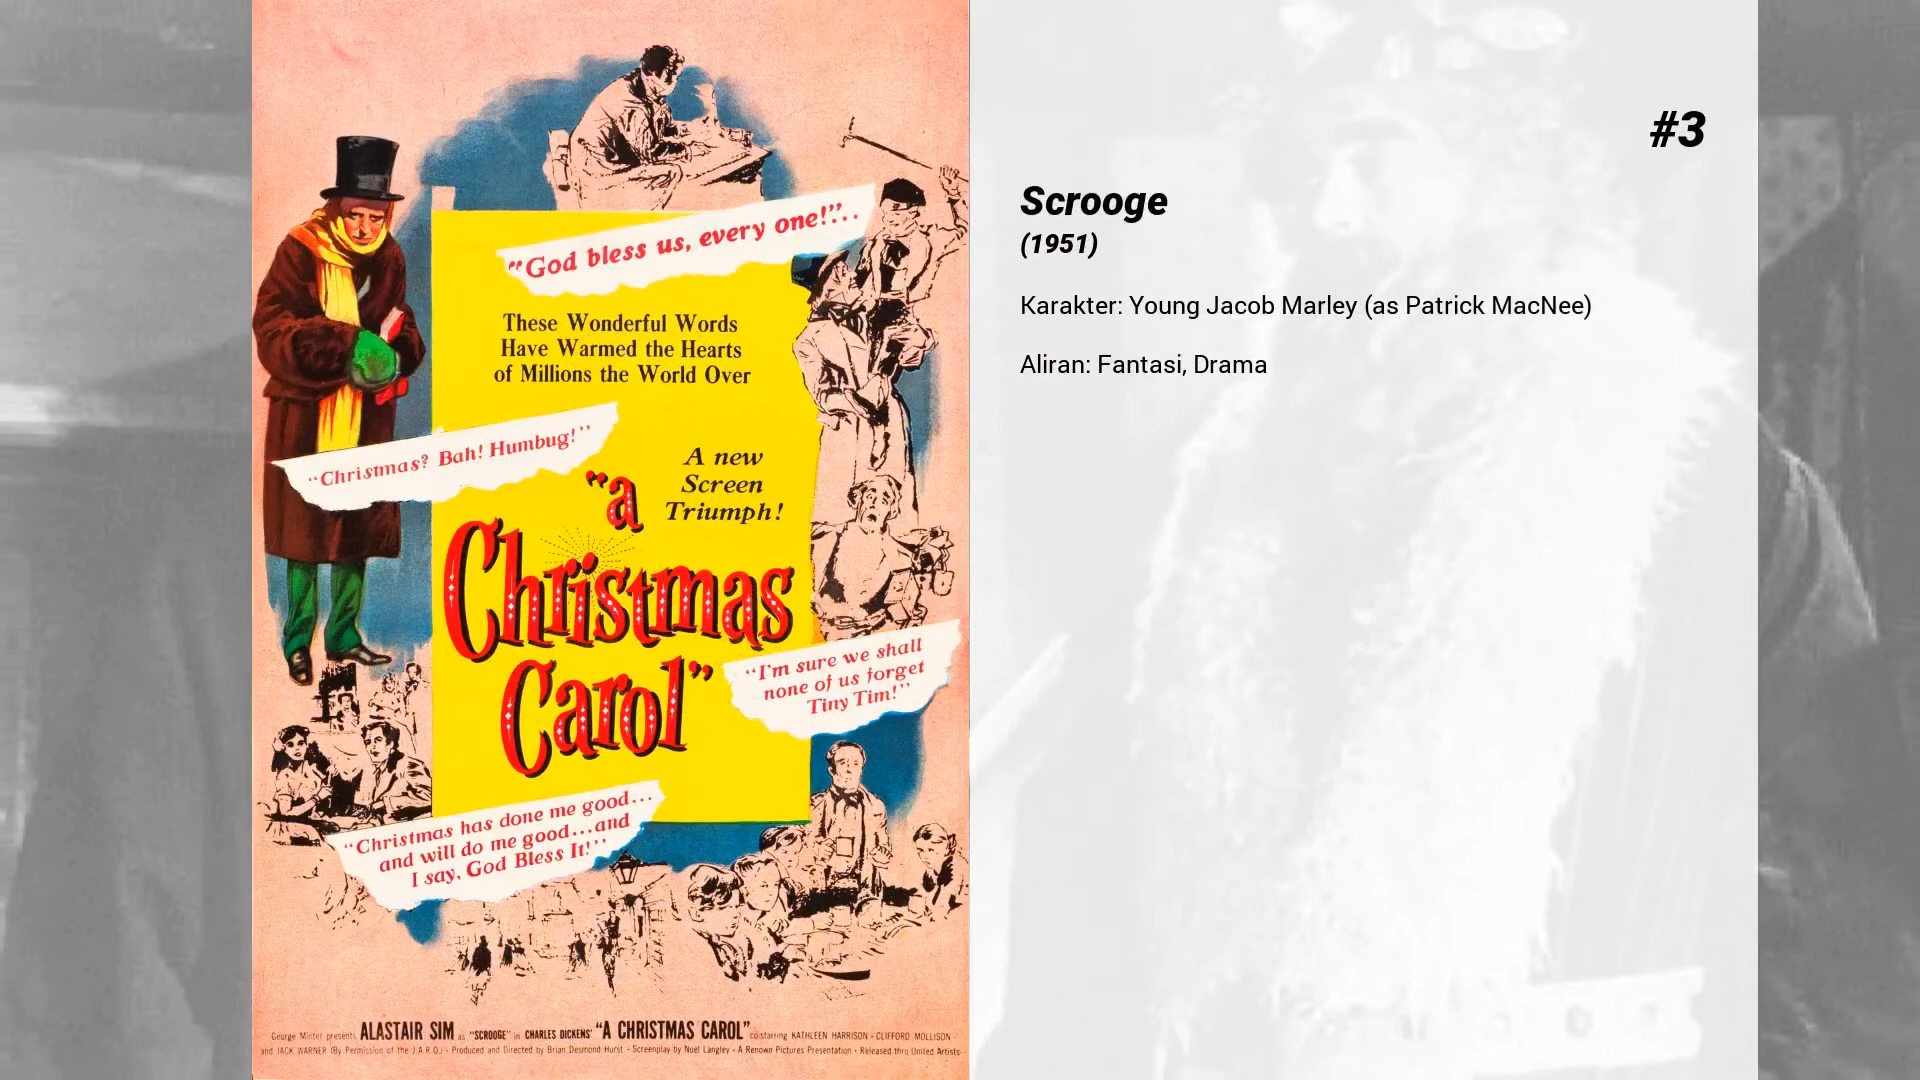 "God bless us, every one!"..
These Wonderful Words
Have Warmed the Hearts
of Millions the World Over
"Christmas? Bah! Humbug!"
A new
Screen
Triumph!
"a
Christmas
Carol"
"I'm sure we shall
none of us forget
Tiny Tim!"
"Christmas has done me good...
and will do me good...and
I say, God Bless It!"
George Minter presents ALASTAIR SIM as "SCROOGE" in CHARLES DICKENS' "A CHRISTMAS CAROL" co-starring KATHLEEN HARRISON · CLIFFORD MOLLISON
and JACK WARNER (By Permission of the J.A.R.O.) · Produced and Directed by Brian Desmond Hurst · Screenplay by Noel Langley · A Renown Pictures Presentation · Released thru United Artists
#3
Scrooge
(1951)
Karakter: Young Jacob Marley (as Patrick MacNee)
Aliran: Fantasi, Drama